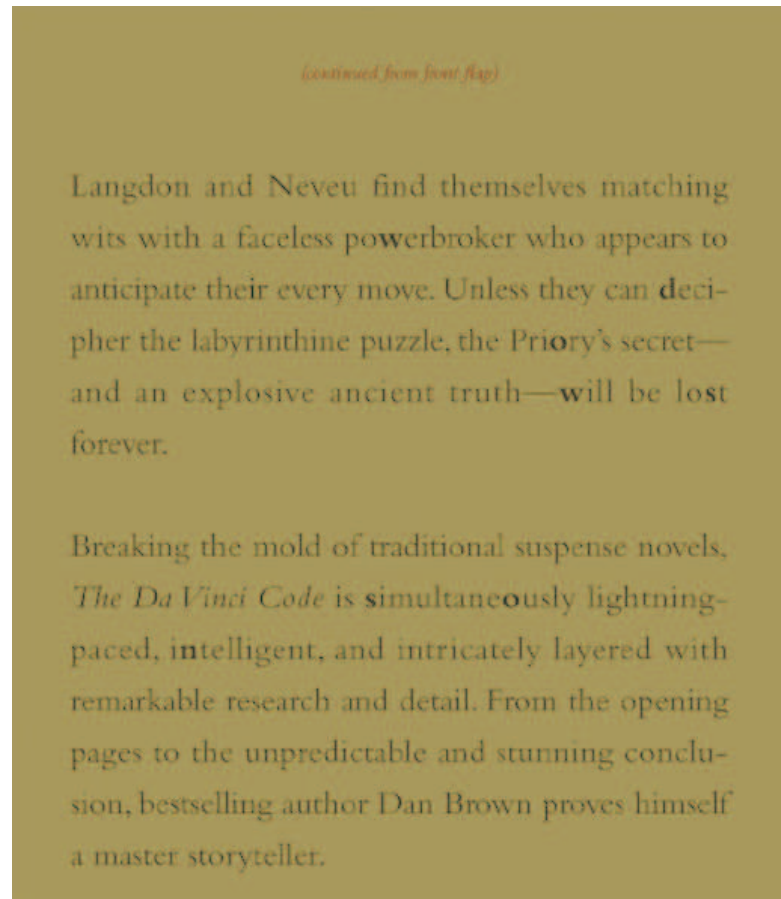 (continued from front flap)
Langdon and Neveu find themselves matching
wits with a faceless powerbroker who appears to
anticipate their every move. Unless they can deci-
pher the labyrinthine puzzle, the Priory's secret—
and an explosive ancient truth—will be lost
forever.
Breaking the mold of traditional suspense novels,
The Da Vinci Code is simultaneously lightning-
paced, intelligent, and intricately layered with
remarkable research and detail. From the opening
pages to the unpredictable and stunning conclu-
sion, bestselling author Dan Brown proves himself
a master storyteller.